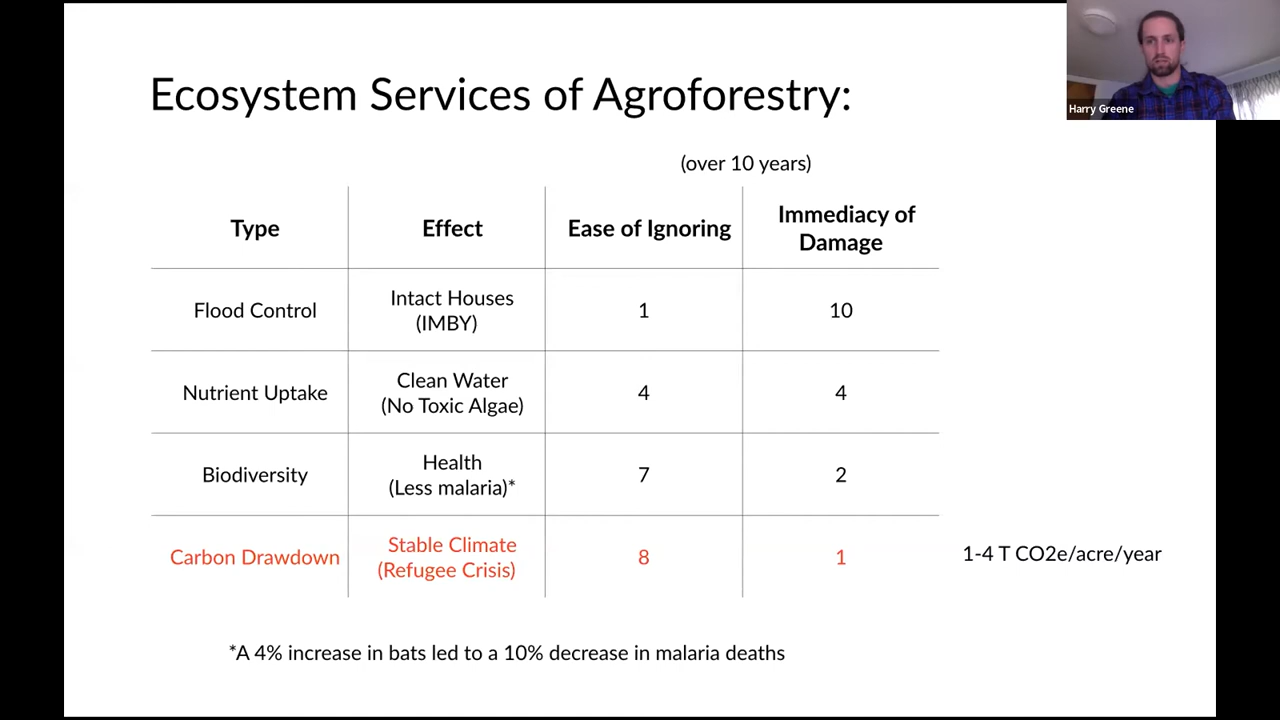 Ecosystem Services of Agroforestry:
Harry Greene
(over 10 years)
Type
Effect
Ease of Ignoring
Immediacy of
Damage
Flood Control
Intact Houses
(IMBY)
1
10
Nutrient Uptake
Clean Water
(No Toxic Algae)
4
4
Biodiversity
Health
(Less malaria)*
7
2
Carbon Drawdown
Stable Climate
(Refugee Crisis)
8
1
1-4 T CO2e/acre/year
*A 4% increase in bats led to a 10% decrease in malaria deaths